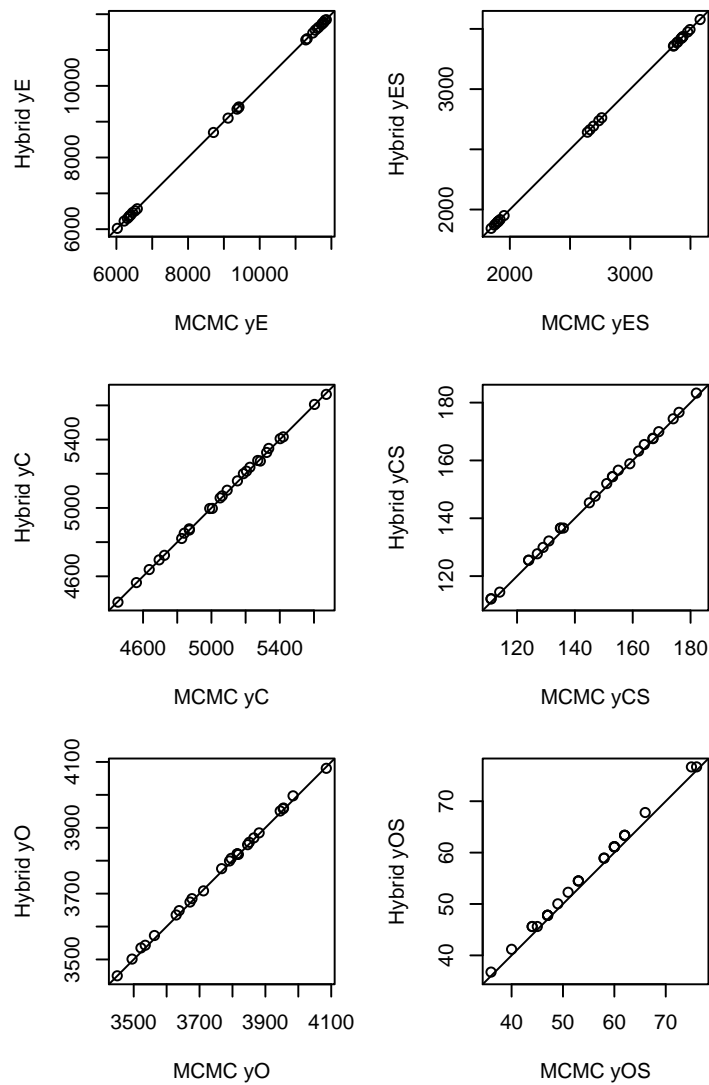 Hybrid yE
6000
8000
10000
6000 8000 10000
MCMC yE
Hybrid yES
2000
3000
2000 3000
MCMC yES
Hybrid yC
4600
5000
5400
4600 5000 5400
MCMC yC
Hybrid yCS
120
140
160
180
120 140 160 180
MCMC yCS
Hybrid yO
3500
3700
3900
4100
3500 3700 3900 4100
MCMC yO
Hybrid yOS
40
50
60
70
40 50 60 70
MCMC yOS